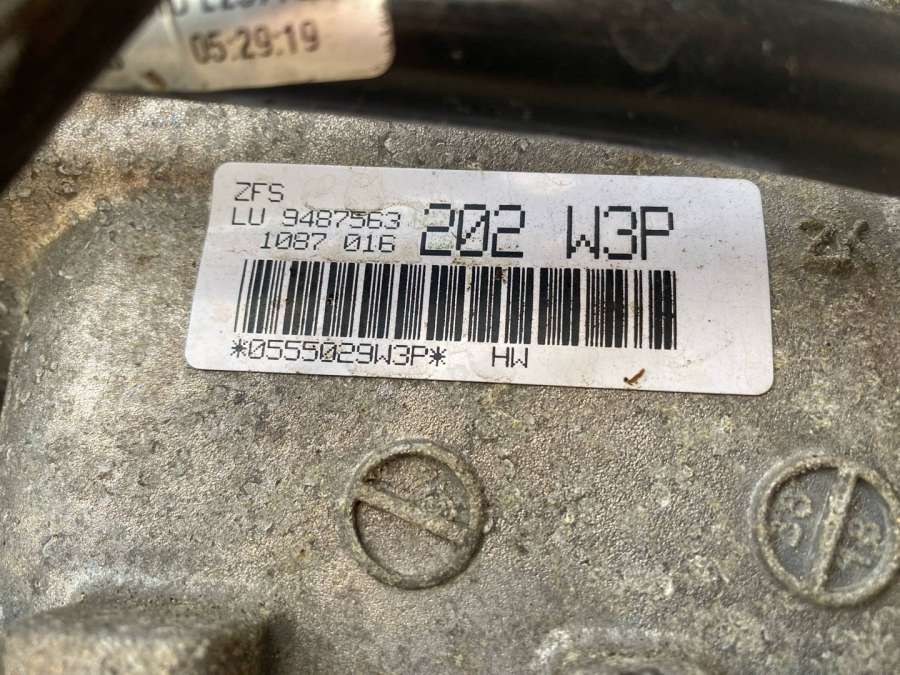 05:29:19
ZFS
LU 9487563 202 W3P
1087 016
*0555029W3P* HW